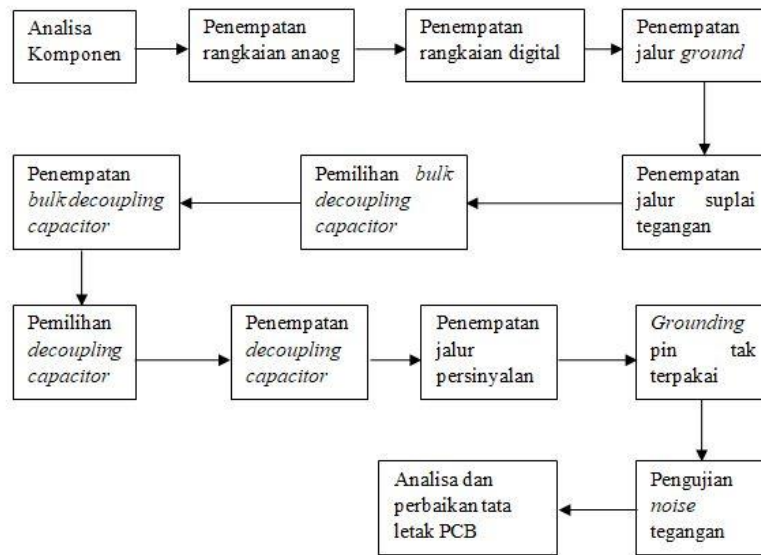 Analisa
Komponen
Penempatan
rangkaian anaog
Penempatan
rangkaian digital
Penempatan
jalur ground
Penempatan
jalur suplai
tegangan
Pemilihan bulk
decoupling
capacitor
Penempatan
bulk decoupling
capacitor
Pemilihan
decoupling
capacitor
Penempatan
decoupling
capacitor
Penempatan
jalur
persinyalan
Grounding
pin tak
terpakai
Pengujian
noise
tegangan
Analisa dan
perbaikan tata
letak PCB